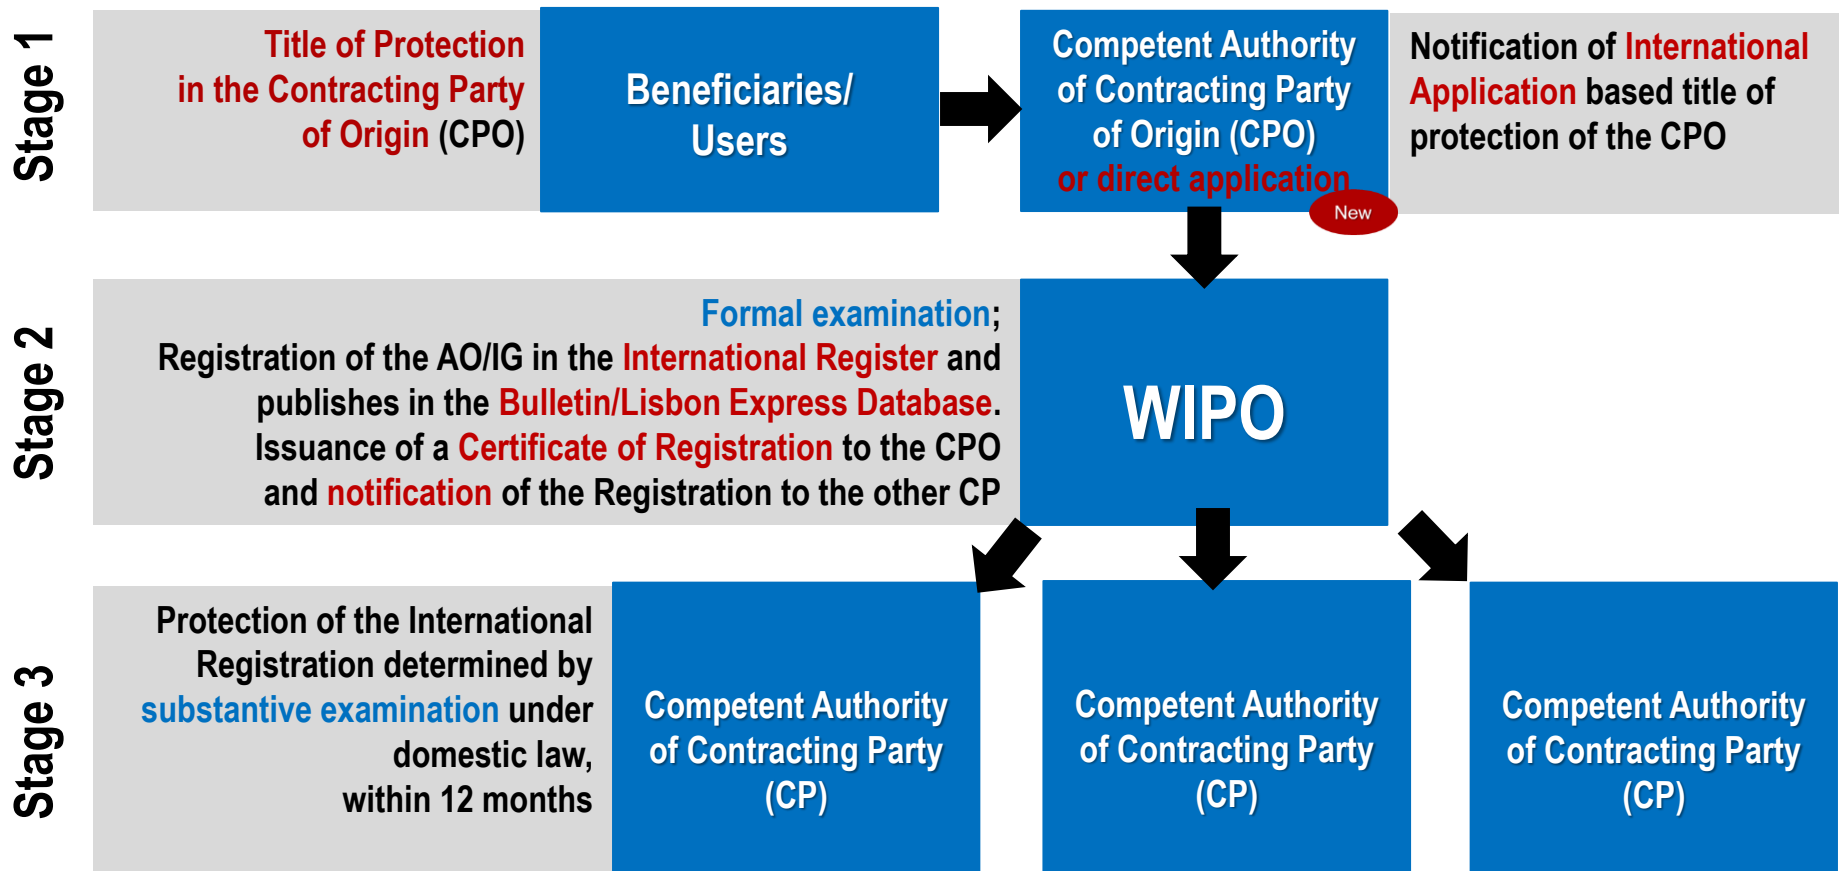 Stage 1
Title of Protection
in the Contracting Party
of Origin (CPO)
Beneficiaries/
Users
Competent Authority
of Contracting Party
of Origin (CPO)
or direct application
New
Notification of International
Application based title of
protection of the CPO
Stage 2
Formal examination;
Registration of the AO/IG in the International Register and
publishes in the Bulletin/Lisbon Express Database.
Issuance of a Certificate of Registration to the CPO
and notification of the Registration to the other CP
WIPO
Stage 3
Protection of the International
Registration determined by
substantive examination under
domestic law,
within 12 months
Competent Authority
of Contracting Party
(CP)
Competent Authority
of Contracting Party
(CP)
Competent Authority
of Contracting Party
(CP)